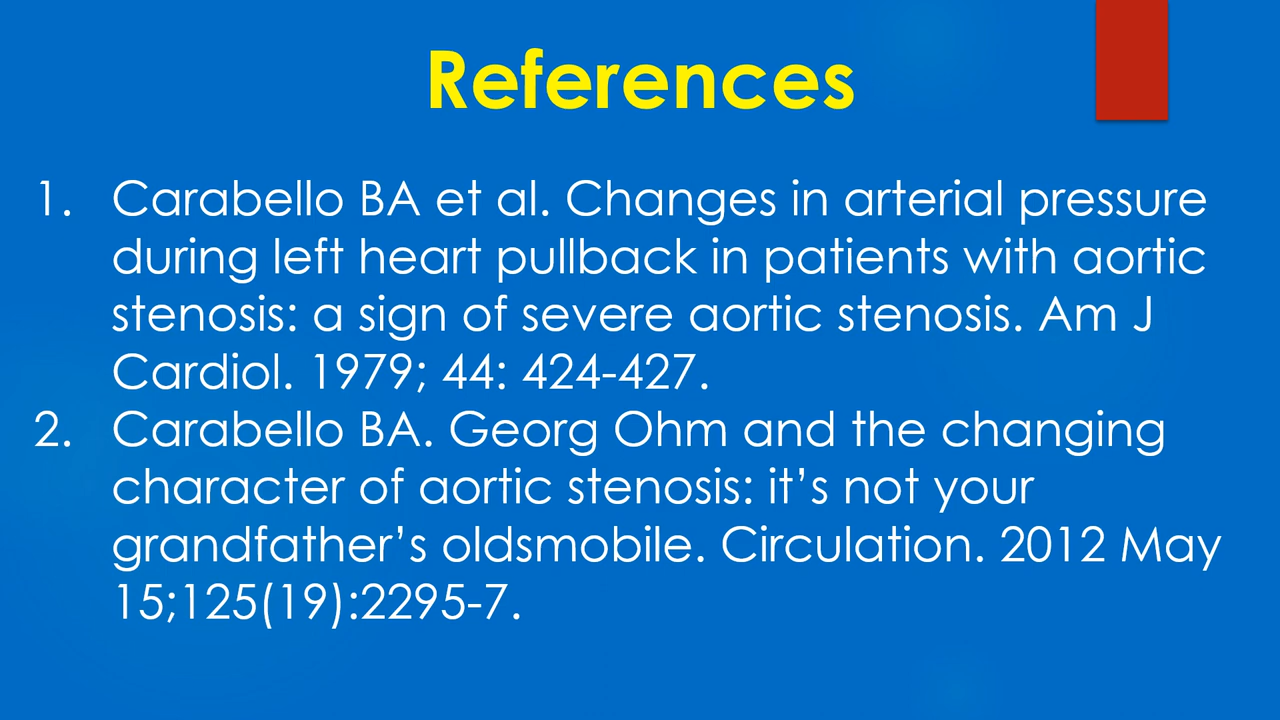 References
1. Carabello BA et al. Changes in arterial pressure
during left heart pullback in patients with aortic
stenosis: a sign of severe aortic stenosis. Am J
Cardiol. 1979; 44: 424-427.
2. Carabello BA. Georg Ohm and the changing
character of aortic stenosis: it’s not your
grandfather’s oldsmobile. Circulation. 2012 May
15;125(19):2295-7.